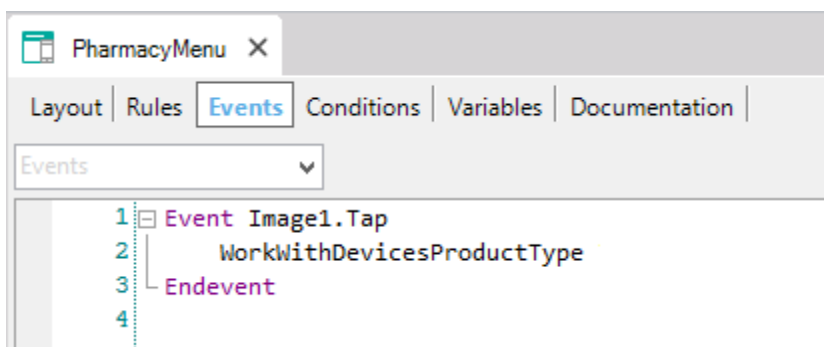 PharmacyMenu
Layout Rules Events Conditions Variables Documentation
Events
1 Event Image1.Tap
2 WorkWithDevicesProductType
3 Endevent
4